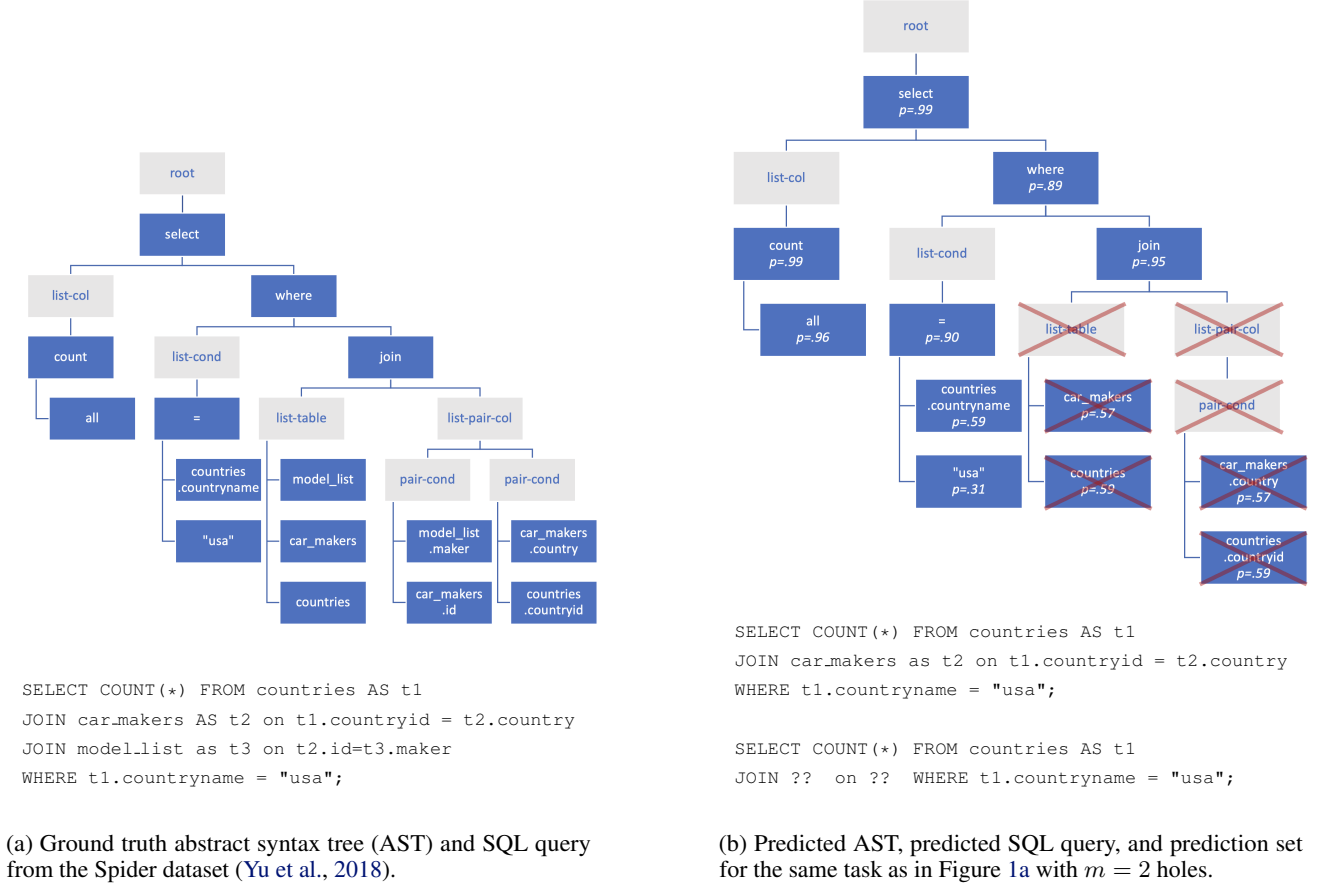 root
select
list-col
where
count
list-cond
join
all
=
list-table
list-pair-col
countries
.countryname
model_list
pair-cond
pair-cond
"usa"
car_makers
model_list
.maker
car_makers
.country
countries
car_makers
.id
countries
.countryid
SELECT COUNT(*) FROM countries AS t1
JOIN car_makers AS t2 on t1.countryid = t2.country
JOIN model_list as t3 on t2.id=t3.maker
WHERE t1.countryname = "usa";
(a) Ground truth abstract syntax tree (AST) and SQL query
from the Spider dataset (Yu et al., 2018).
root
select
p=.99
list-col
where
p=.89
count
p=.99
list-cond
join
p=.95
all
p=.96
=
p=.90
list-table
list-pair-col
countries
.countryname
p=.59
car_makers
p=.57
pair-cond
"usa"
p=.31
countries
p=.59
car_makers
.country
p=.57
countries
.countryid
p=.59
SELECT COUNT(*) FROM countries AS t1
JOIN car_makers as t2 on t1.countryid = t2.country
WHERE t1.countryname = "usa";
SELECT COUNT(*) FROM countries AS t1
JOIN ?? on ?? WHERE t1.countryname = "usa";
(b) Predicted AST, predicted SQL query, and prediction set
for the same task as in Figure 1a with m = 2 holes.